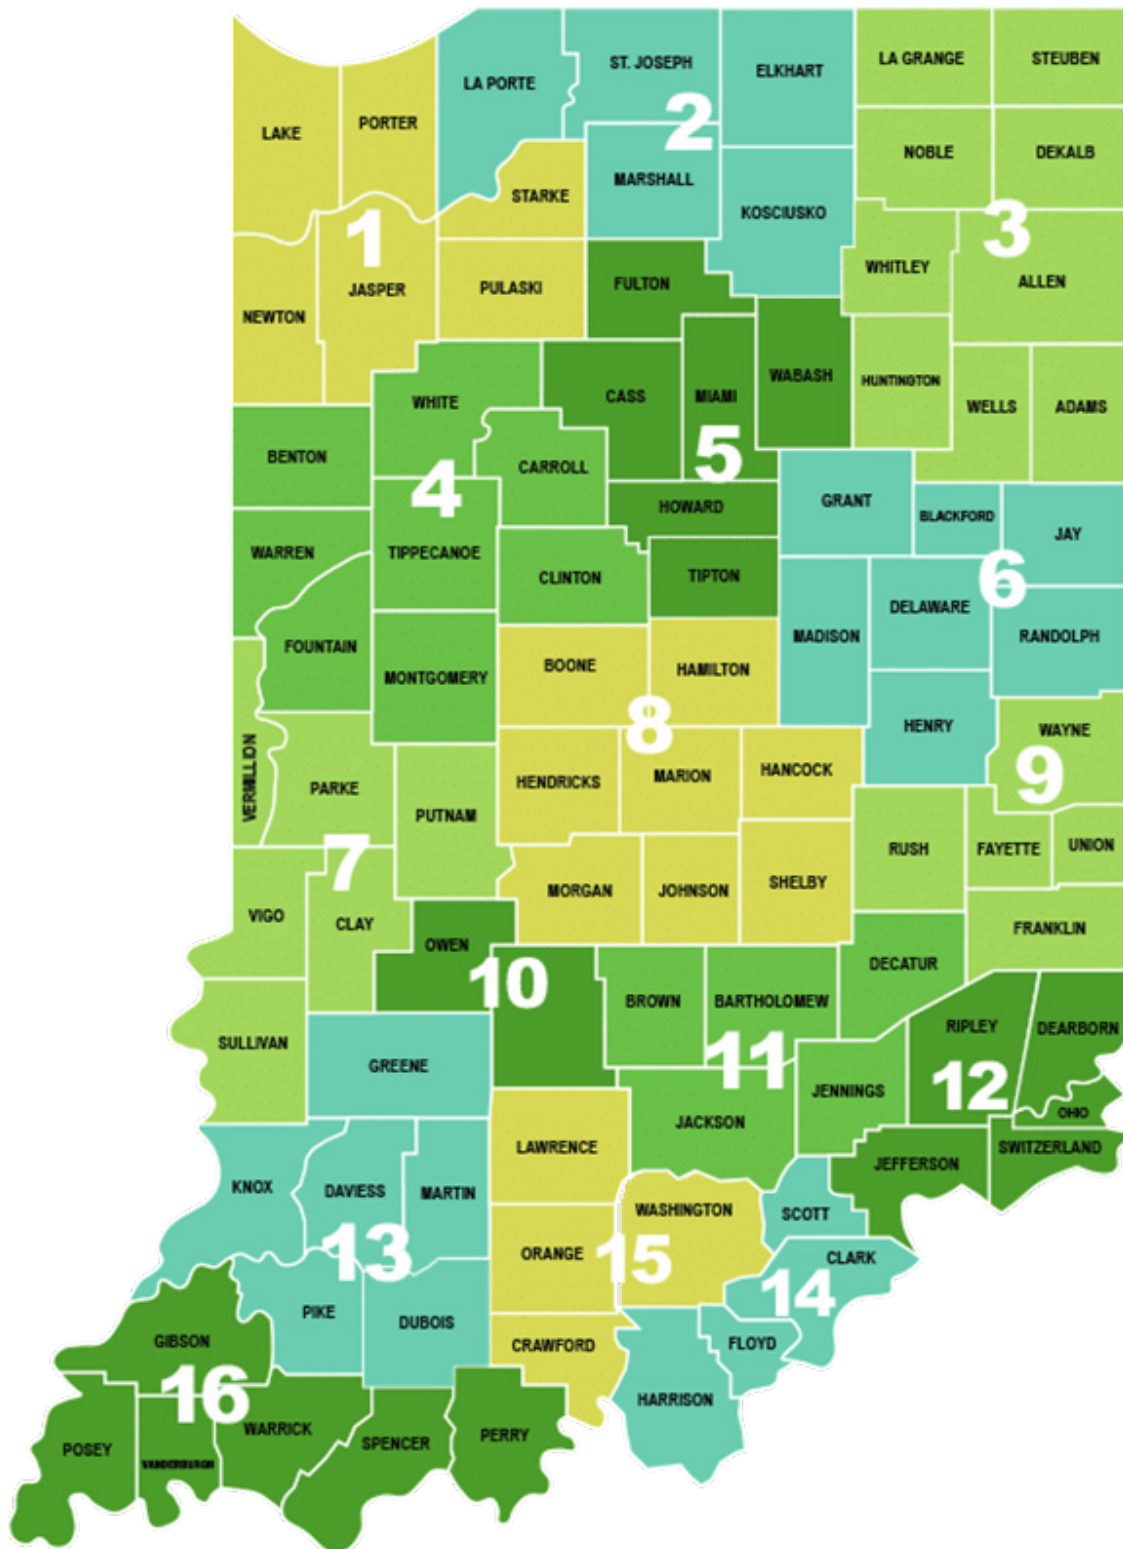 LA GRANGE
STEUBEN
ST. JOSEPH
ELKHART
LA PORTE
2
PORTER
LAKE
NOBLE
DEKALB
MARSHALL
STARKE
KOSCIUSKO
3
1
WHITLEY
ALLEN
FULTON
PULASKI
JASPER
NEWTON
WABASH
HUNTINGTON
CASS
MIAMI
WHITE
WELLS
ADAMS
BENTON
5
CARROLL
4
GRANT
HOWARD
BLACKFORD
JAY
WARREN
TIPPECANOE
CLINTON
TIPTON
6
DELAWARE
MADISON
RANDOLPH
FOUNTAIN
BOONE
HAMILTON
MONTGOMERY
8
HENRY
WAYNE
VERMILLION
HENDRICKS
MARION
HANCOCK
9
PARKE
PUTNAM
RUSH
FAYETTE
UNION
7
SHELBY
MORGAN
JOHNSON
VIGO
CLAY
FRANKLIN
OWEN
DECATUR
10
BROWN
BARTHOLOMEW
RIPLEY
DEARBORN
SULLIVAN
11
GREENE
12
JENNINGS
OHIO
JACKSON
LAWRENCE
SWITZERLAND
JEFFERSON
KNOX
DAVIESS
MARTIN
WASHINGTON
SCOTT
13
ORANGE
15
CLARK
14
PIKE
DUBOIS
GIBSON
CRAWFORD
FLOYD
16
HARRISON
WARRICK
PERRY
SPENCER
POSEY
VANDERBURGH